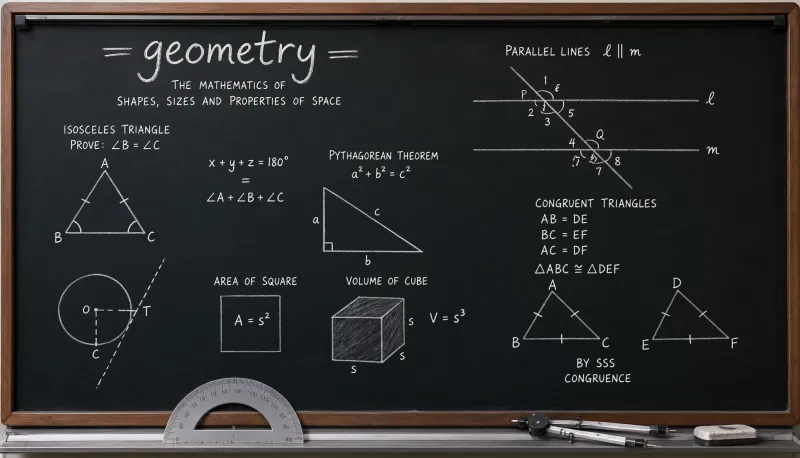 = geometry =
THE MATHEMATICS OF
SHAPES, SIZES AND PROPERTIES OF SPACE
ISOSCELES TRIANGLE
PROVE: ∠B = ∠C
A
B
C
x + y + z = 180°
=
∠A + ∠B + ∠C
PYTHAGOREAN THEOREM
a² + b² = c²
a
c
b
O
T
C
AREA OF SQUARE
A = s²
VOLUME OF CUBE
s
s
s
V = s³
PARALLEL LINES ℓ ∥ m
1
P
ℓ
2
3
5
4
Q
m
8
7
CONGRUENT TRIANGLES
AB = DE
BC = EF
AC = DF
△ABC ≅ △DEF
A
B
C
D
E
F
BY SSS
CONGRUENCE